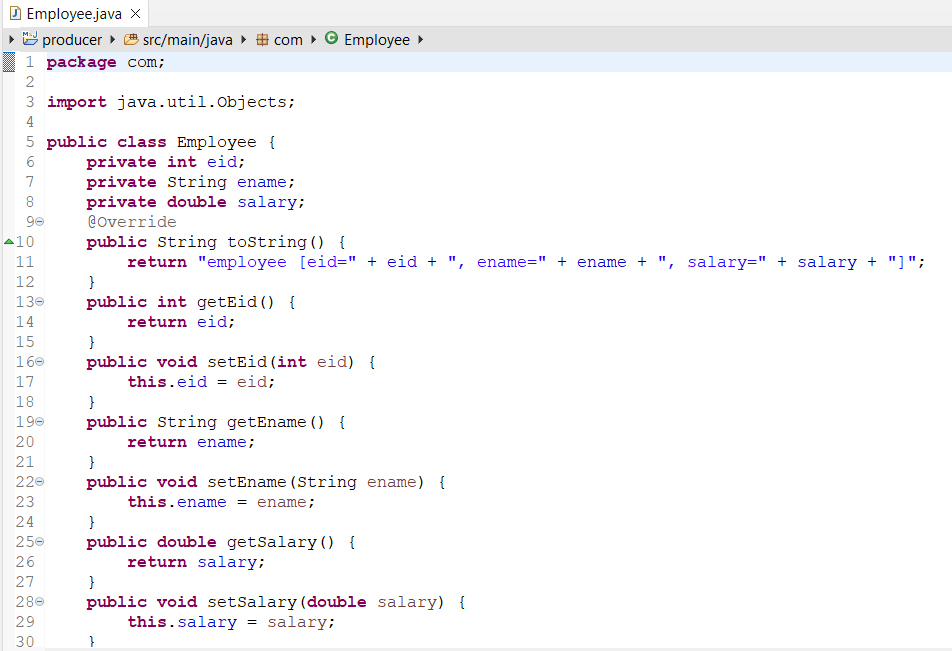 Employee.java
producer src/main/java com Employee
1 package com;
2
3 import java.util.Objects;
4
5 public class Employee {
6 private int eid;
7 private String ename;
8 private double salary;
9 @Override
10 public String toString() {
11 return "employee [eid=" + eid + ", ename=" + ename + ", salary=" + salary + "]";
12 }
13 public int getEid() {
14 return eid;
15 }
16 public void setEid(int eid) {
17 this.eid = eid;
18 }
19 public String getEname() {
20 return ename;
21 }
22 public void setEname(String ename) {
23 this.ename = ename;
24 }
25 public double getSalary() {
26 return salary;
27 }
28 public void setSalary(double salary) {
29 this.salary = salary;
30 }